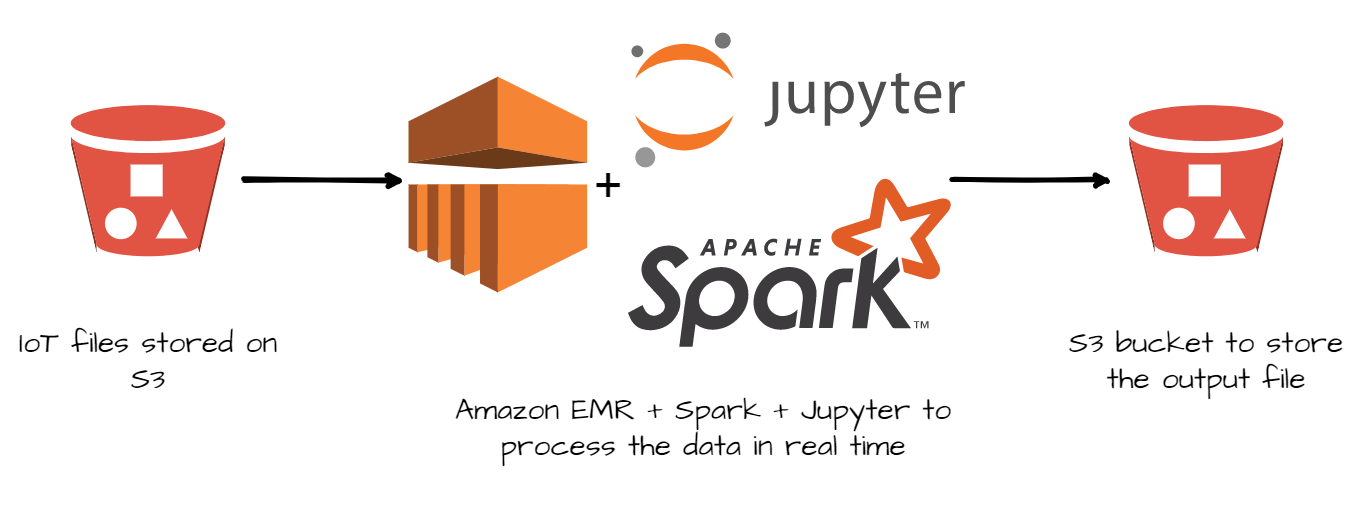 jupyter
+
APACHE
Spark™
IoT files stored on
S3
S3 bucket to store
the output file
Amazon EMR + Spark + Jupyter to
process the data in real time